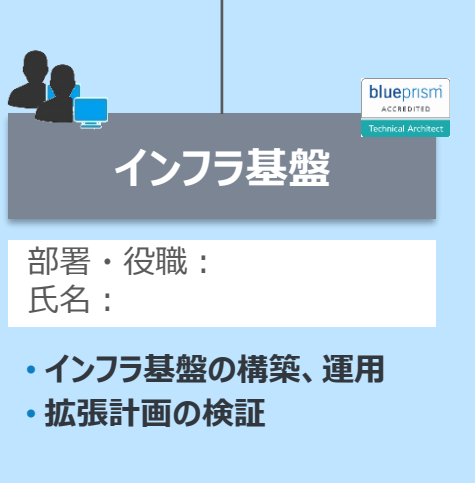 blueprism
ACCREDITED
Technical Architect
インフラ基盤
部署・役職：
氏名：
・インフラ基盤の構築、運用
・拡張計画の検証